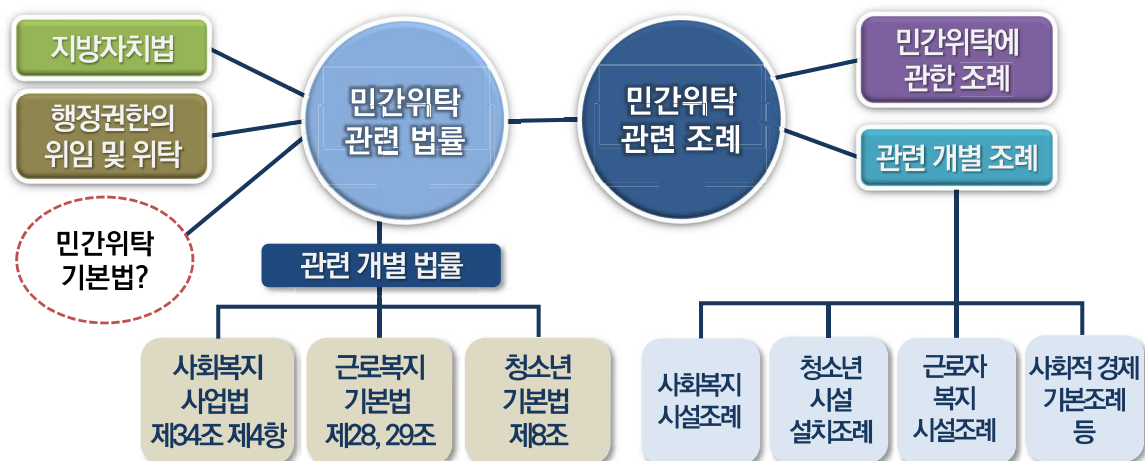 지방자치법
행정권한의
위임 및 위탁
민간위탁
기본법?
민간위탁
관련 법률
민간위탁
관련 조례
민간위탁에
관한 조례
관련 개별 조례
관련 개별 법률
사회복지
사업법
제34조 제4항
근로복지
기본법
제28, 29조
청소년
기본법
제8조
사회복지
시설조례
청소년
시설
설치조례
근로자
복지
시설조례
사회적 경제
기본조례
등